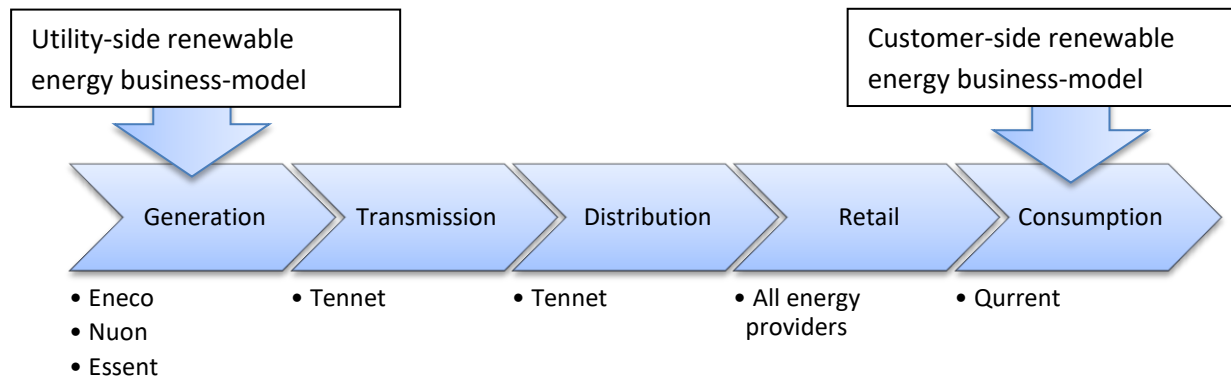 Utility-side renewable
energy business-model
Customer-side renewable
energy business-model
Generation
Transmission
Distribution
Retail
Consumption
• Eneco
• Nuon
• Essent
• Tennet
• Tennet
• All energy
providers
• Qurrent